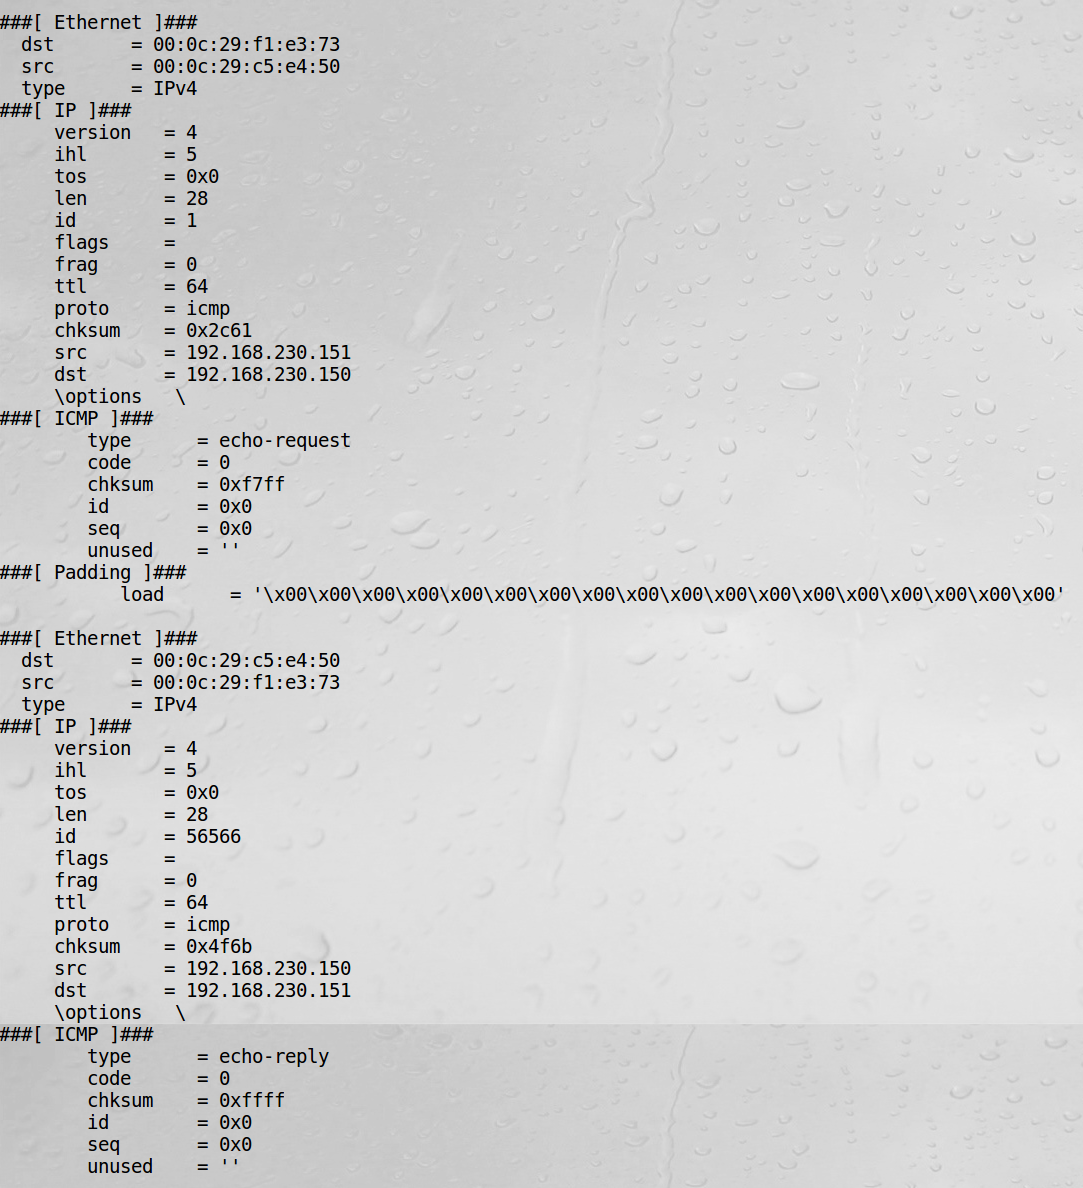 ###[ Ethernet ]###
  dst       = 00:0c:29:f1:e3:73
  src       = 00:0c:29:c5:e4:50
  type      = IPv4
###[ IP ]###
     version   = 4
     ihl       = 5
     tos       = 0x0
     len       = 28
     id        = 1
     flags     =
     frag      = 0
     ttl       = 64
     proto     = icmp
     chksum    = 0x2c61
     src       = 192.168.230.151
     dst       = 192.168.230.150
     \options   \
###[ ICMP ]###
        type      = echo-request
        code      = 0
        chksum    = 0xf7ff
        id        = 0x0
        seq       = 0x0
        unused    = ''
###[ Padding ]###
           load      = '\x00\x00\x00\x00\x00\x00\x00\x00\x00\x00\x00\x00\x00\x00\x00\x00\x00\x00'
###[ Ethernet ]###
  dst       = 00:0c:29:c5:e4:50
  src       = 00:0c:29:f1:e3:73
  type      = IPv4
###[ IP ]###
     version   = 4
     ihl       = 5
     tos       = 0x0
     len       = 28
     id        = 56566
     flags     =
     frag      = 0
     ttl       = 64
     proto     = icmp
     chksum    = 0x4f6b
     src       = 192.168.230.150
     dst       = 192.168.230.151
     \options   \
###[ ICMP ]###
        type      = echo-reply
        code      = 0
        chksum    = 0xffff
        id        = 0x0
        seq       = 0x0
        unused    = ''